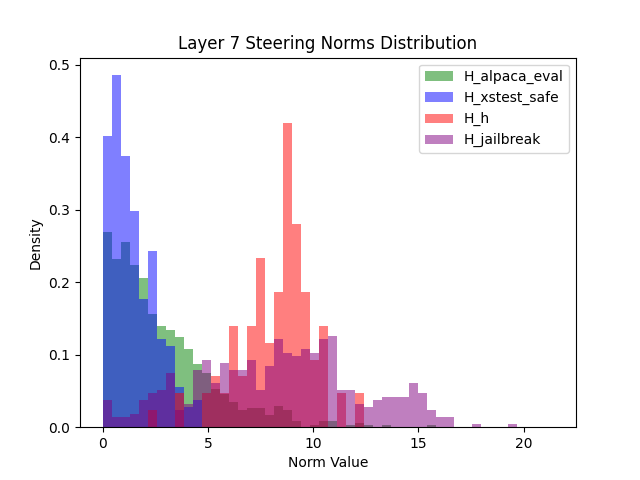 Layer 7 Steering Norms Distribution
H_alpaca_eval
H_xstest_safe
H_h
H_jailbreak
0.5
0.4
0.3
0.2
0.1
0.0
Density
0
5
10
15
20
Norm Value